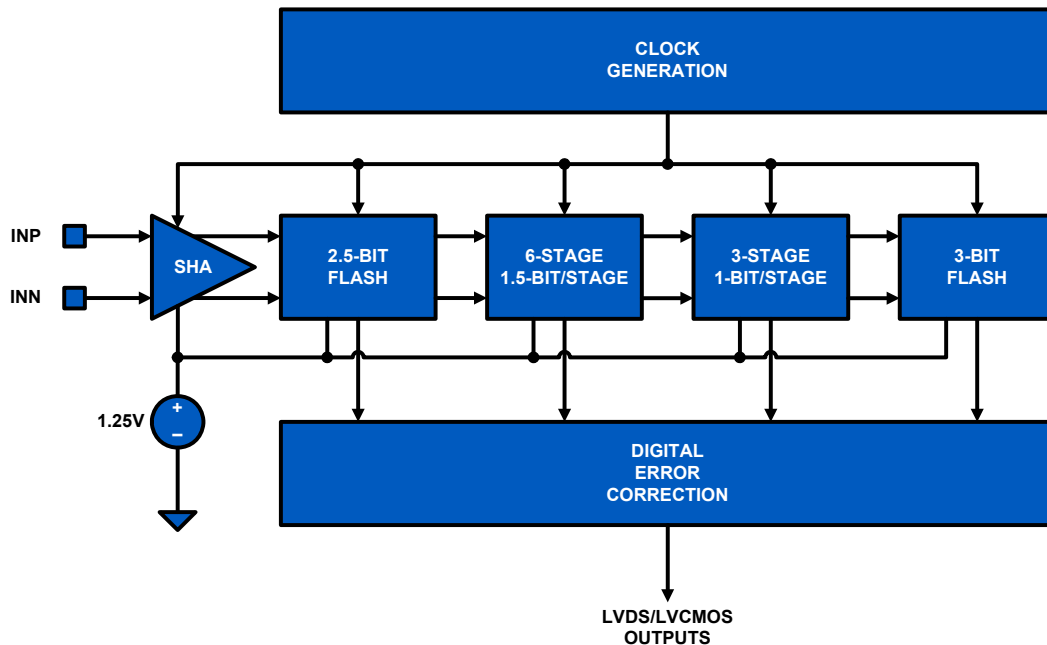 CLOCK
GENERATION
INP
INN
SHA
2.5-BIT
FLASH
6-STAGE
1.5-BIT/STAGE
3-STAGE
1-BIT/STAGE
3-BIT
FLASH
1.25V
+
–
DIGITAL
ERROR
CORRECTION
LVDS/LVCMOS
OUTPUTS